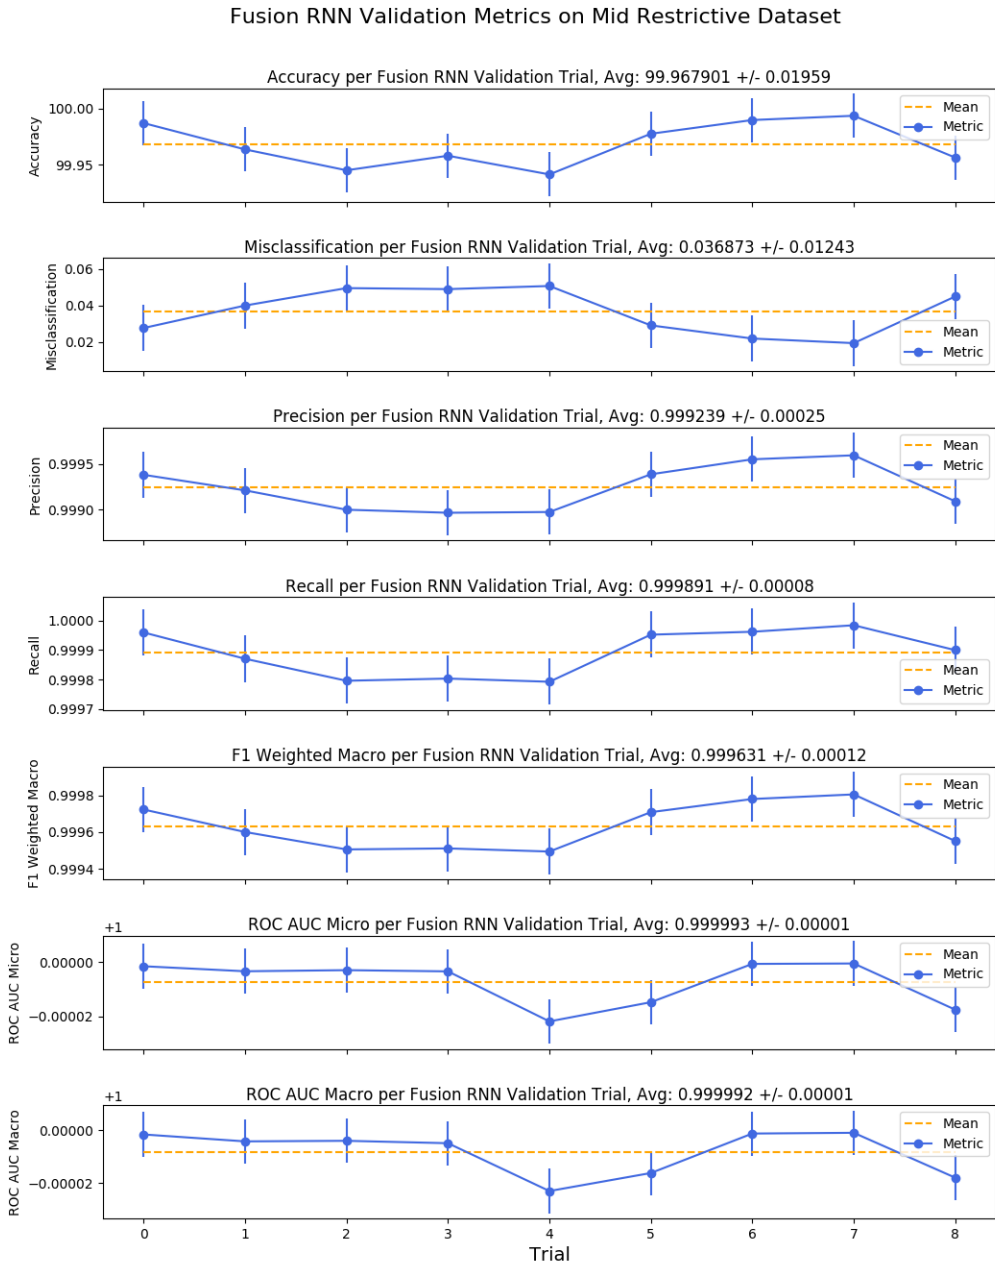 Fusion RNN Validation Metrics on Mid Restrictive Dataset
Accuracy per Fusion RNN Validation Trial, Avg: 99.967901 +/- 0.01959
Accuracy
100.00
99.95
Mean
Metric
Misclassification per Fusion RNN Validation Trial, Avg: 0.036873 +/- 0.01243
Misclassification
0.06
0.04
0.02
Mean
Metric
Precision per Fusion RNN Validation Trial, Avg: 0.999239 +/- 0.00025
Precision
0.9995
0.9990
Mean
Metric
Recall per Fusion RNN Validation Trial, Avg: 0.999891 +/- 0.00008
Recall
1.0000
0.9999
0.9998
0.9997
Mean
Metric
F1 Weighted Macro per Fusion RNN Validation Trial, Avg: 0.999631 +/- 0.00012
F1 Weighted Macro
0.9998
0.9996
0.9994
Mean
Metric
ROC AUC Micro per Fusion RNN Validation Trial, Avg: 0.999993 +/- 0.00001
+1
ROC AUC Micro
0.00000
−0.00002
Mean
Metric
ROC AUC Macro per Fusion RNN Validation Trial, Avg: 0.999992 +/- 0.00001
+1
ROC AUC Macro
0.00000
−0.00002
Mean
Metric
0 1 2 3 4 5 6 7 8
Trial